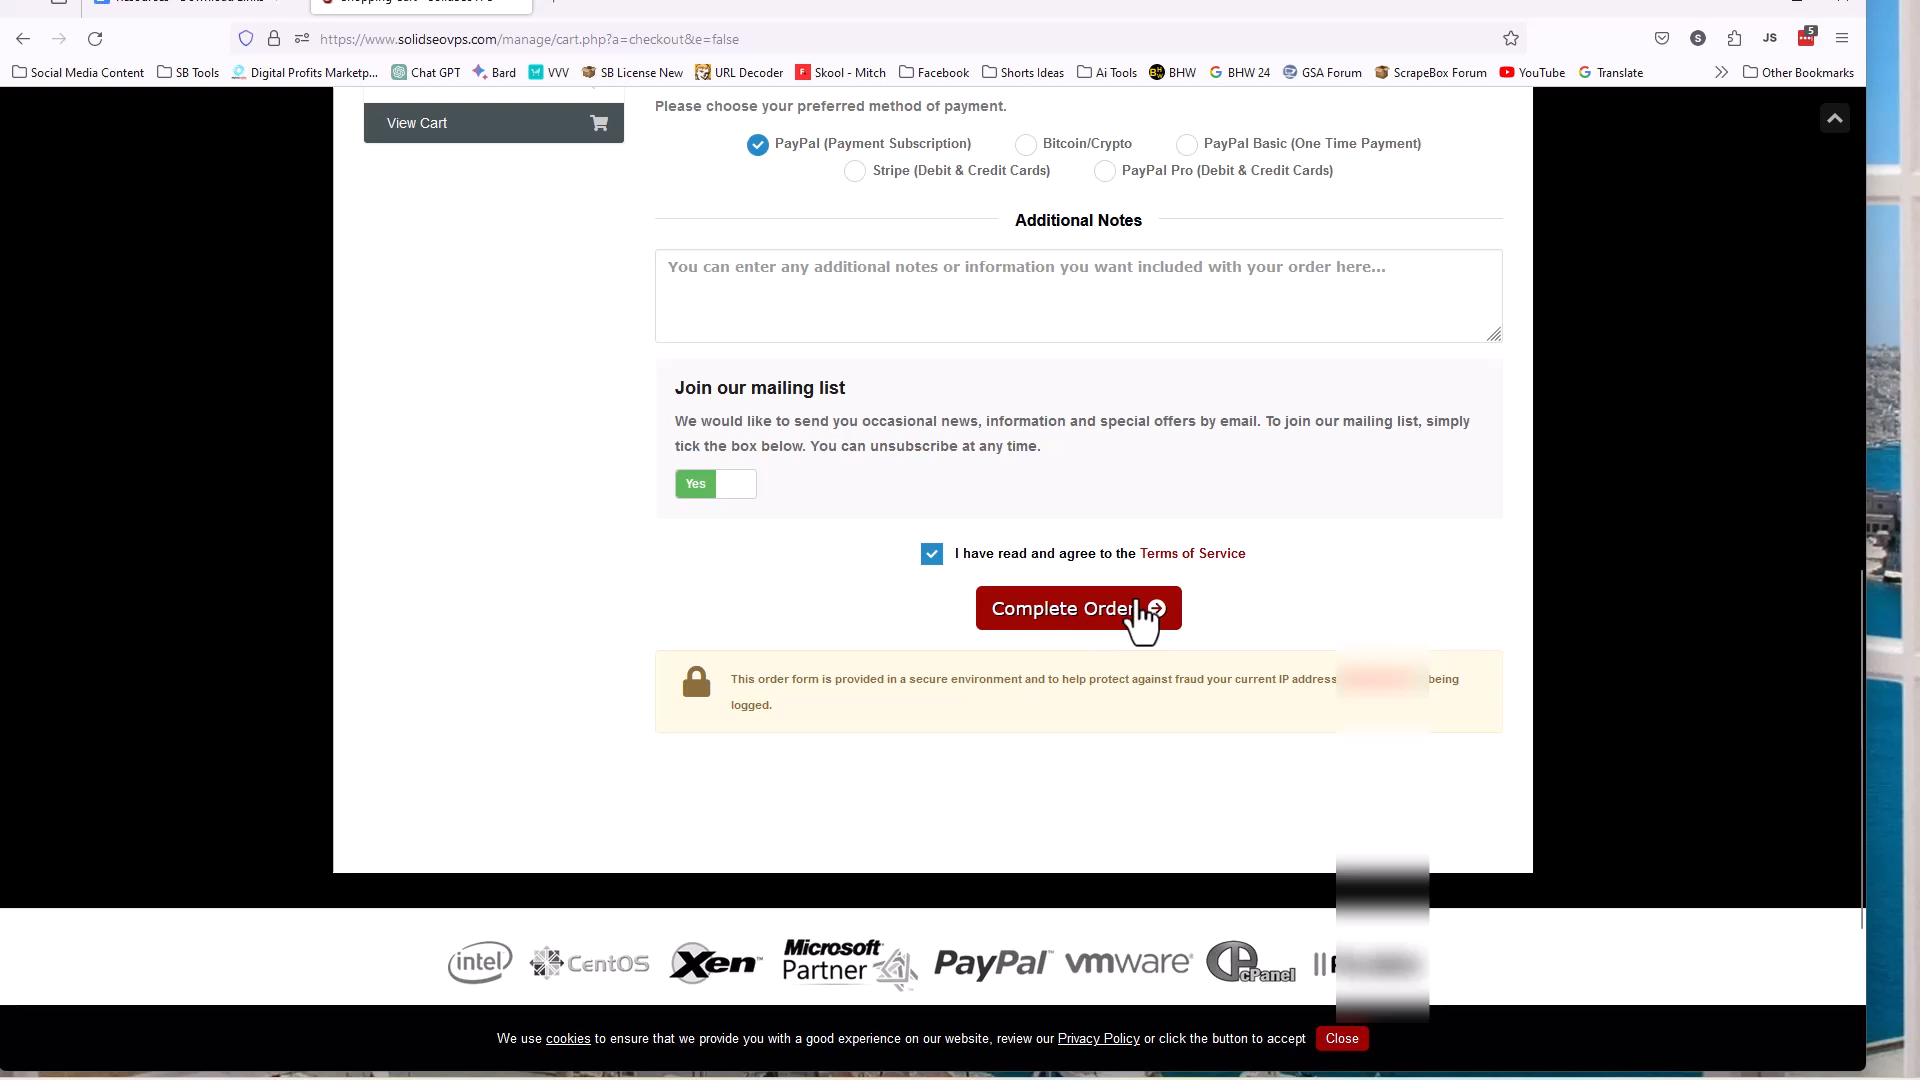 https://www.solidseovps.com/manage/cart.php?a=checkout&e=false
S
JS
5
Social Media Content
SB Tools
Digital Profits Marketp...
Chat GPT
Bard
VVV
SB License New
URL Decoder
Skool - Mitch
Facebook
Shorts Ideas
Ai Tools
BHW
BHW 24
GSA Forum
ScrapeBox Forum
YouTube
Translate
Other Bookmarks
View Cart
Please choose your preferred method of payment.
PayPal (Payment Subscription)
Bitcoin/Crypto
PayPal Basic (One Time Payment)
Stripe (Debit & Credit Cards)
PayPal Pro (Debit & Credit Cards)
Additional Notes
You can enter any additional notes or information you want included with your order here...
Join our mailing list
We would like to send you occasional news, information and special offers by email. To join our mailing list, simply
tick the box below. You can unsubscribe at any time.
Yes
I have read and agree to the Terms of Service
Complete Order
This order form is provided in a secure environment and to help protect against fraud your current IP address being
logged.
intel
CentOS
Xen
Microsoft
Partner
PayPal
vmware
cPanel
We use cookies to ensure that we provide you with a good experience on our website, review our Privacy Policy or click the button to accept
Close